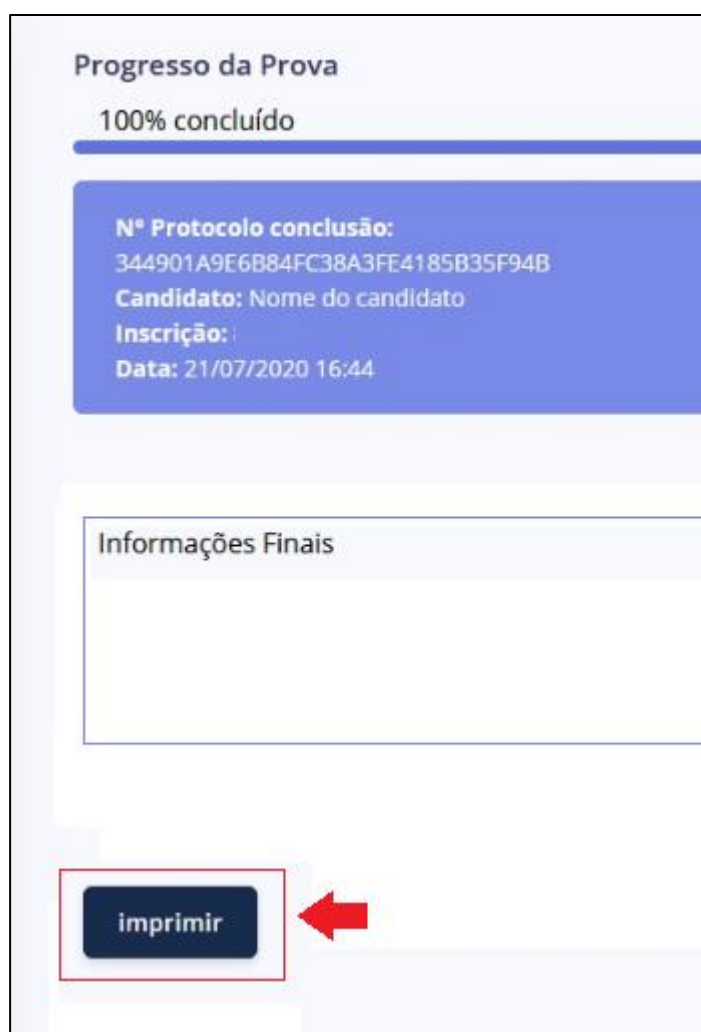 Progresso da Prova
100% concluído
Nº Protocolo conclusão:
344901A9E6B84FC38A3FE4185B35F94B
Candidato: Nome do candidato
Inscrição:
Data: 21/07/2020 16:44
Informações Finais
imprimir